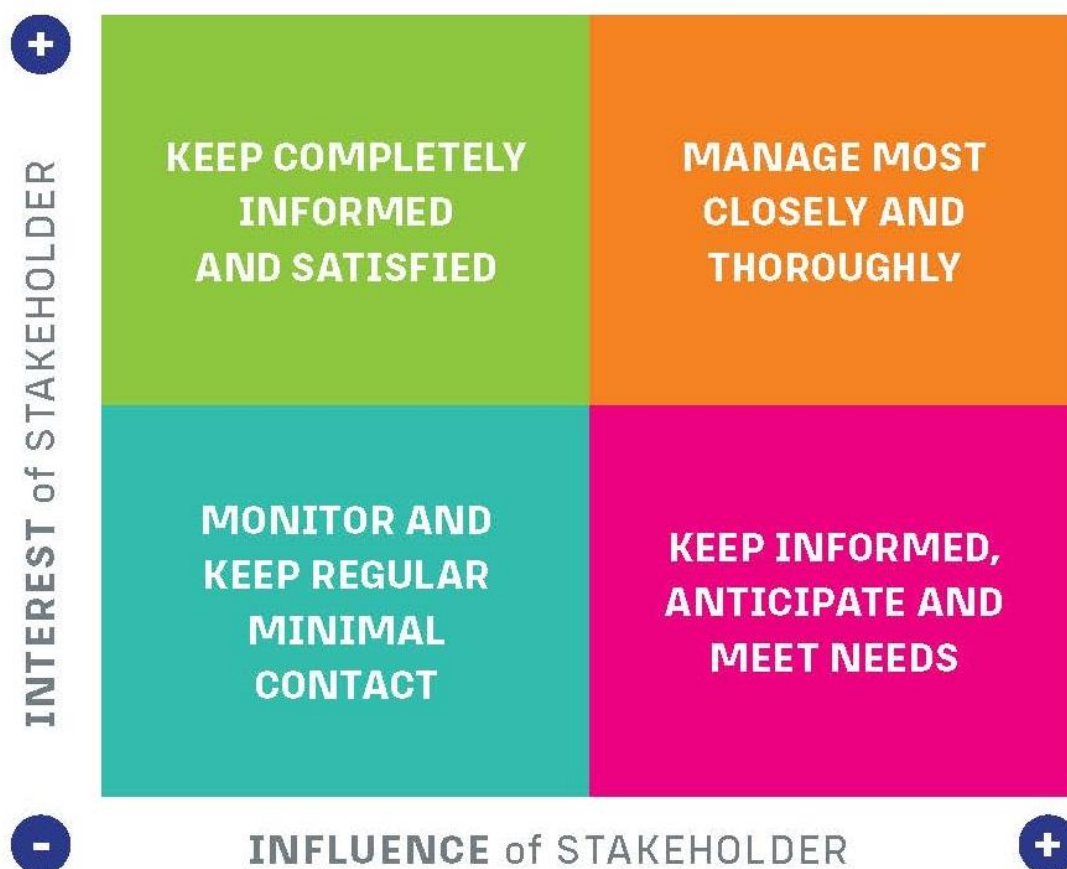 +
INTEREST of STAKEHOLDER
KEEP COMPLETELY
INFORMED
AND SATISFIED
MANAGE MOST
CLOSELY AND
THOROUGHLY
MONITOR AND
KEEP REGULAR
MINIMAL
CONTACT
KEEP INFORMED,
ANTICIPATE AND
MEET NEEDS
-
INFLUENCE of STAKEHOLDER
+